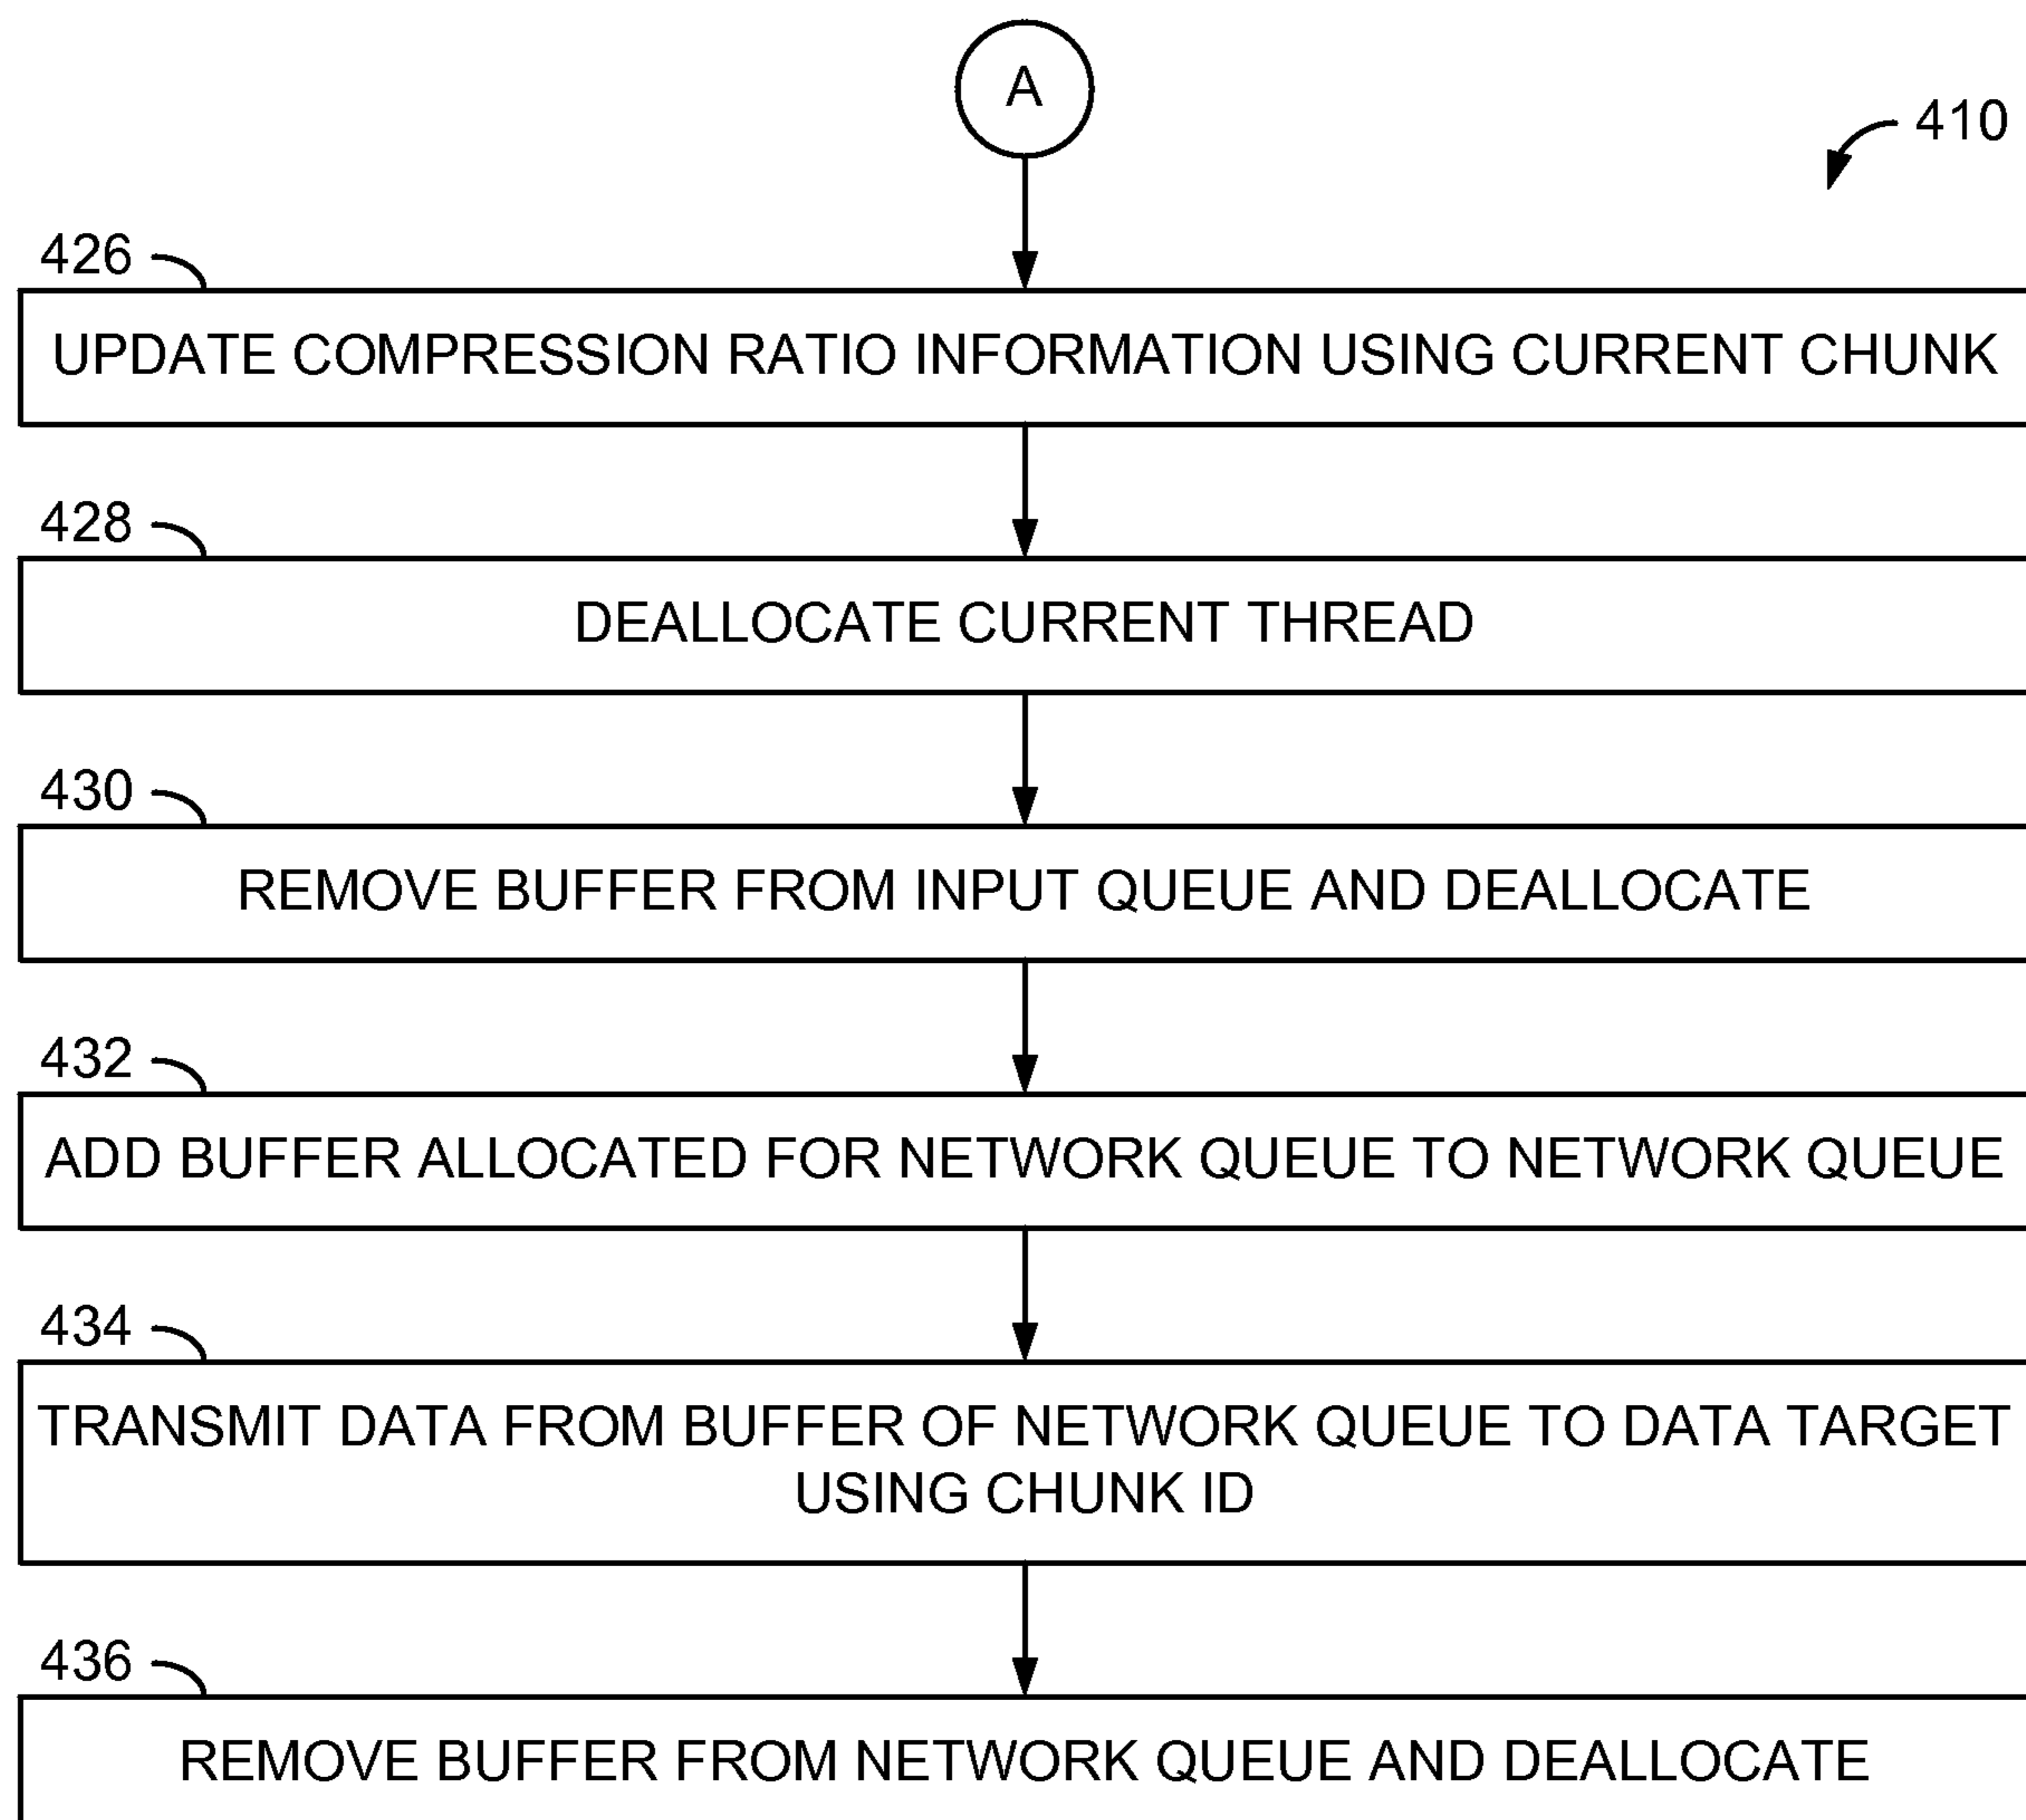 A
410
426
UPDATE COMPRESSION RATIO INFORMATION USING CURRENT CHUNK
428
DEALLOCATE CURRENT THREAD
430
REMOVE BUFFER FROM INPUT QUEUE AND DEALLOCATE
432
ADD BUFFER ALLOCATED FOR NETWORK QUEUE TO NETWORK QUEUE
434
TRANSMIT DATA FROM BUFFER OF NETWORK QUEUE TO DATA TARGET
USING CHUNK ID
436
REMOVE BUFFER FROM NETWORK QUEUE AND DEALLOCATE